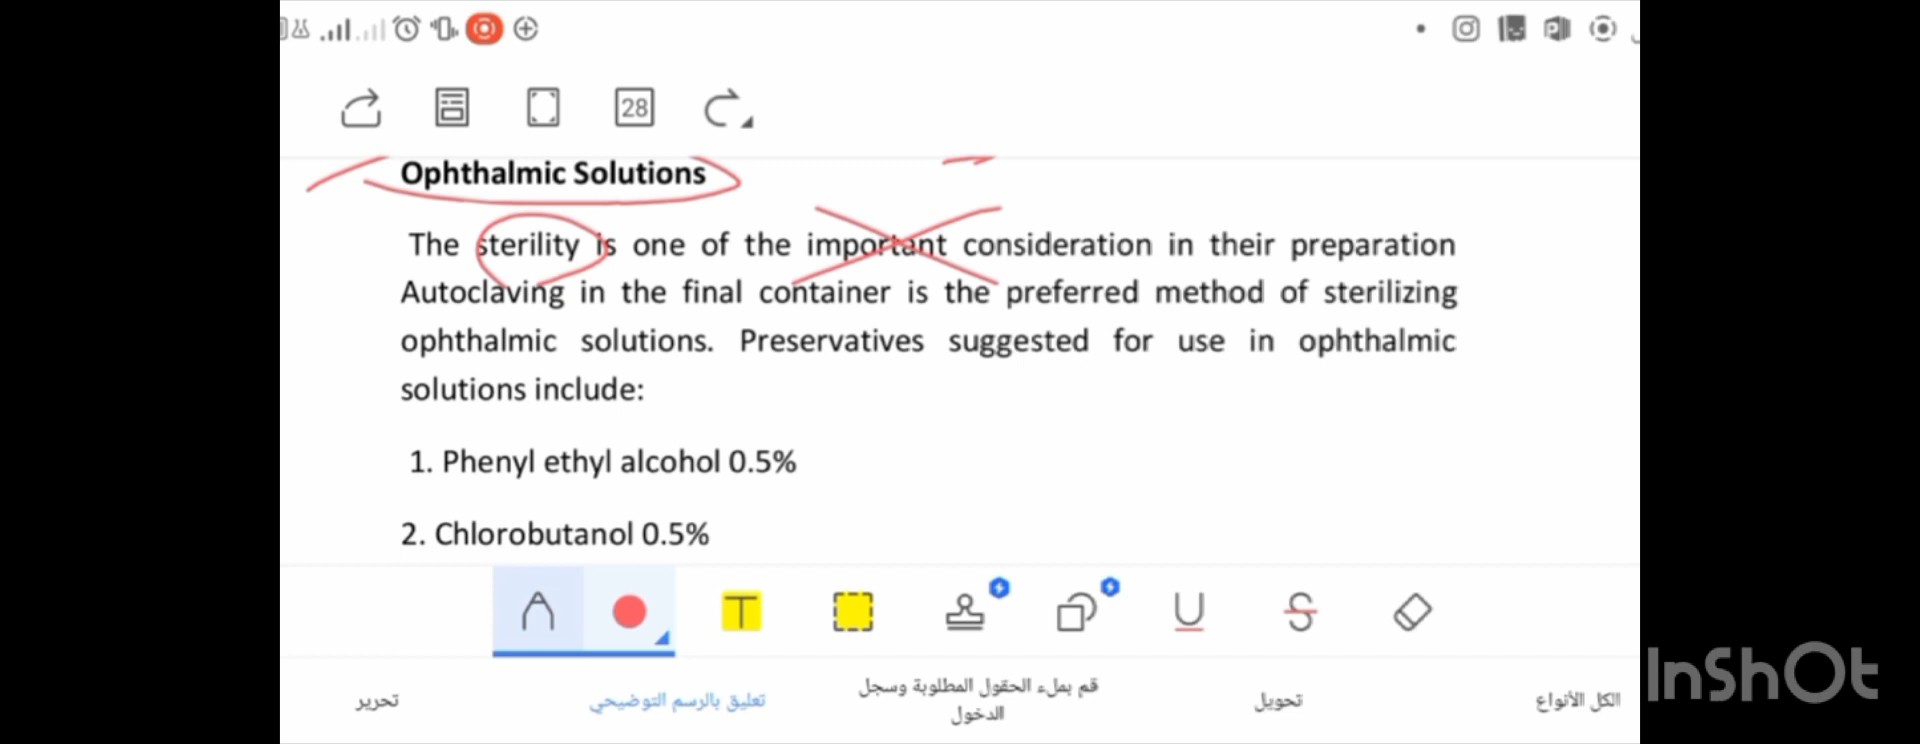 28
Ophthalmic Solutions
The sterility is one of the important consideration in their preparation
Autoclaving in the final container is the preferred method of sterilizing
ophthalmic solutions. Preservatives suggested for use in ophthalmic
solutions include:
1. Phenyl ethyl alcohol 0.5%
2. Chlorobutanol 0.5%
T
U
S
الكل الأنواع
تحويل
قم بملء الحقول المطلوبة وسجل
الدخول
تعليق بالرسم التوضيحي
تحرير
InShOt